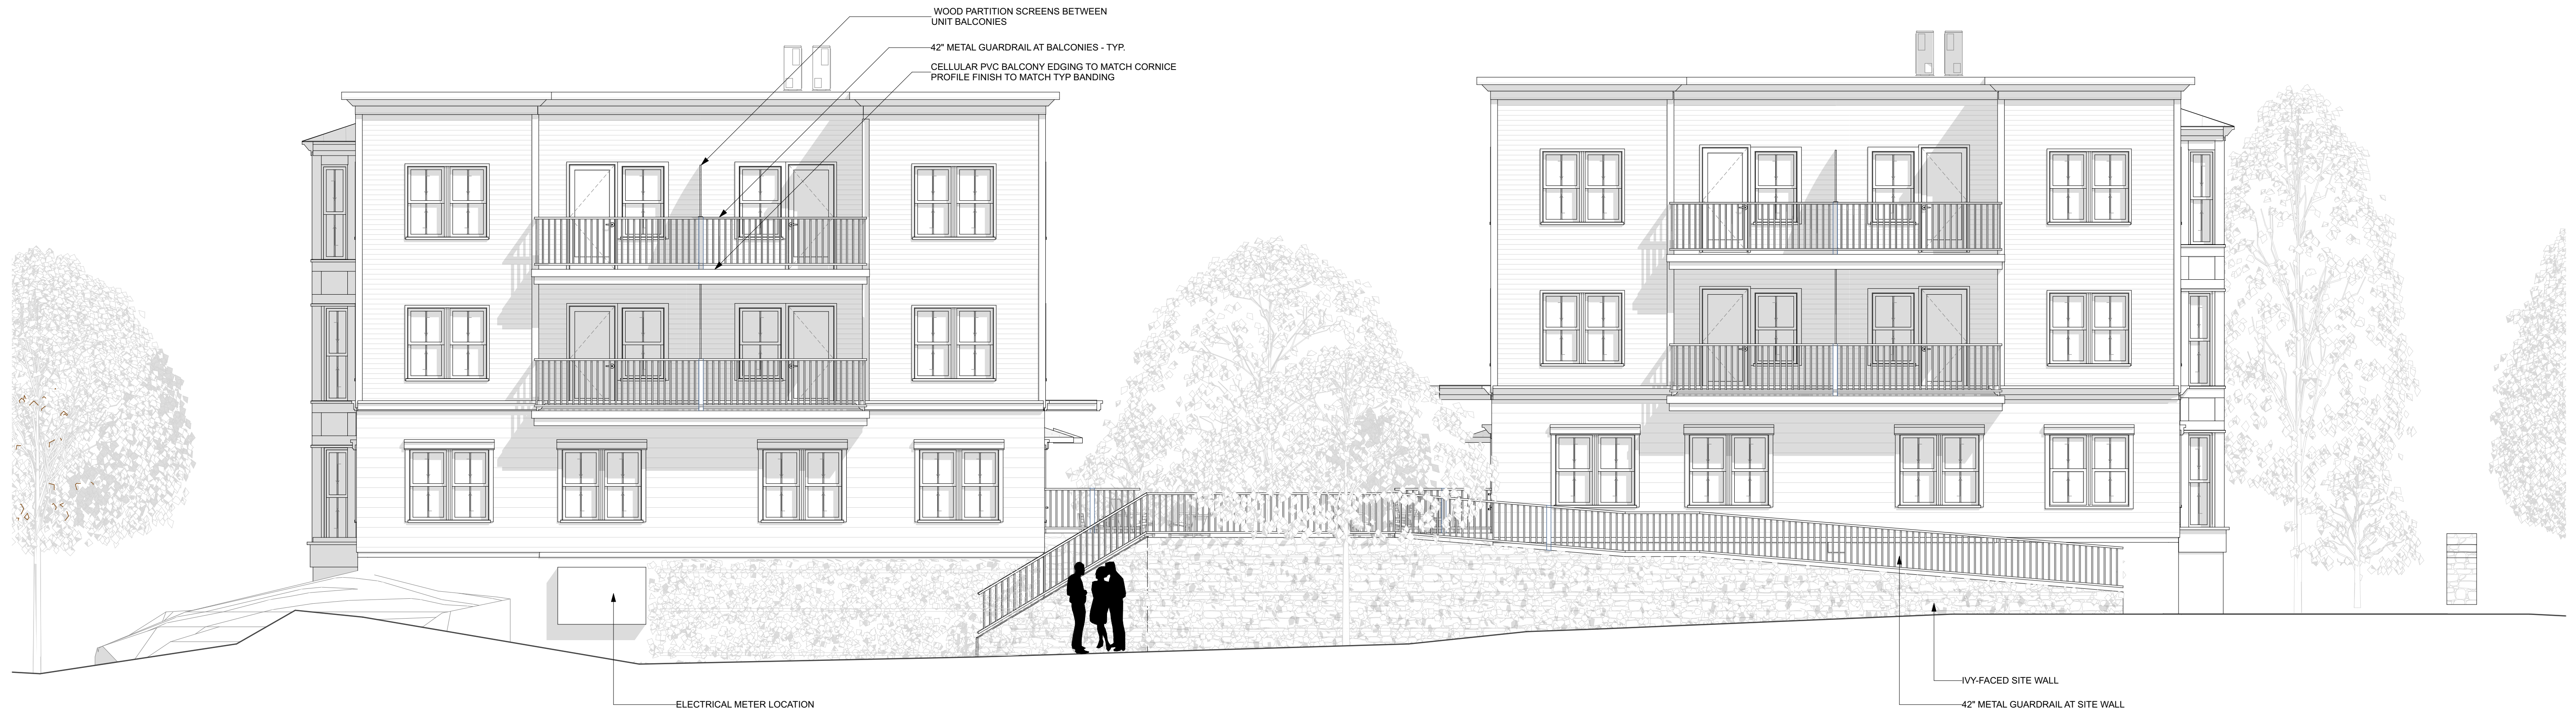 WOOD PARTITION SCREENS BETWEEN
UNIT BALCONIES
42" METAL GUARDRAIL AT BALCONIES - TYP.
CELLULAR PVC BALCONY EDGING TO MATCH CORNICE
PROFILE FINISH TO MATCH TYP BANDING
IVY-FACED SITE WALL
ELECTRICAL METER LOCATION
42" METAL GUARDRAIL AT SITE WALL